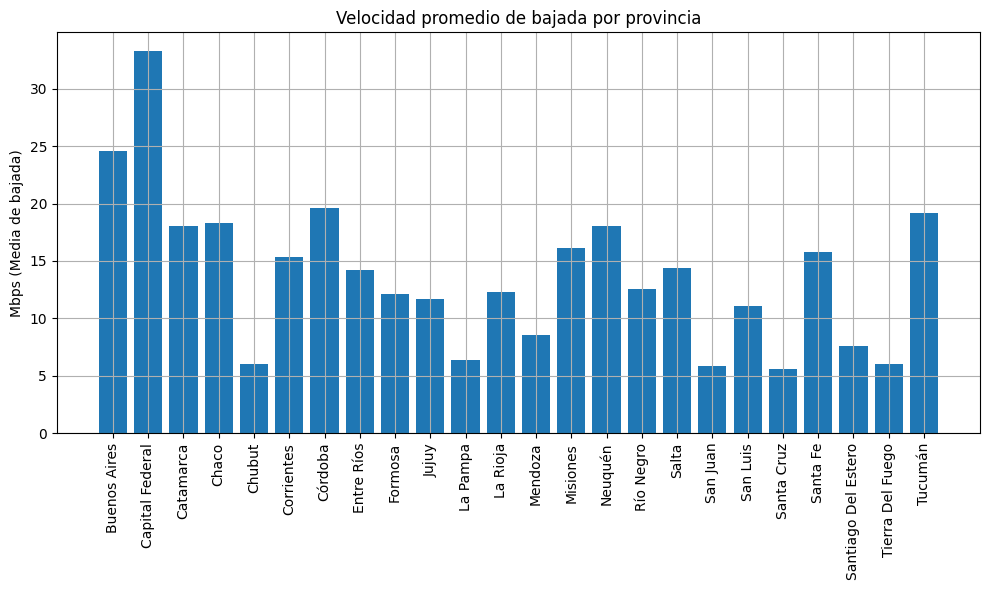 Velocidad promedio de bajada por provincia
Mbps (Media de bajada)
30
25
20
15
10
5
0
Buenos Aires
Capital Federal
Catamarca
Chaco
Chubut
Corrientes
Córdoba
Entre Ríos
Formosa
Jujuy
La Pampa
La Rioja
Mendoza
Misiones
Neuquén
Río Negro
Salta
San Juan
San Luis
Santa Cruz
Santa Fe
Santiago Del Estero
Tierra Del Fuego
Tucumán